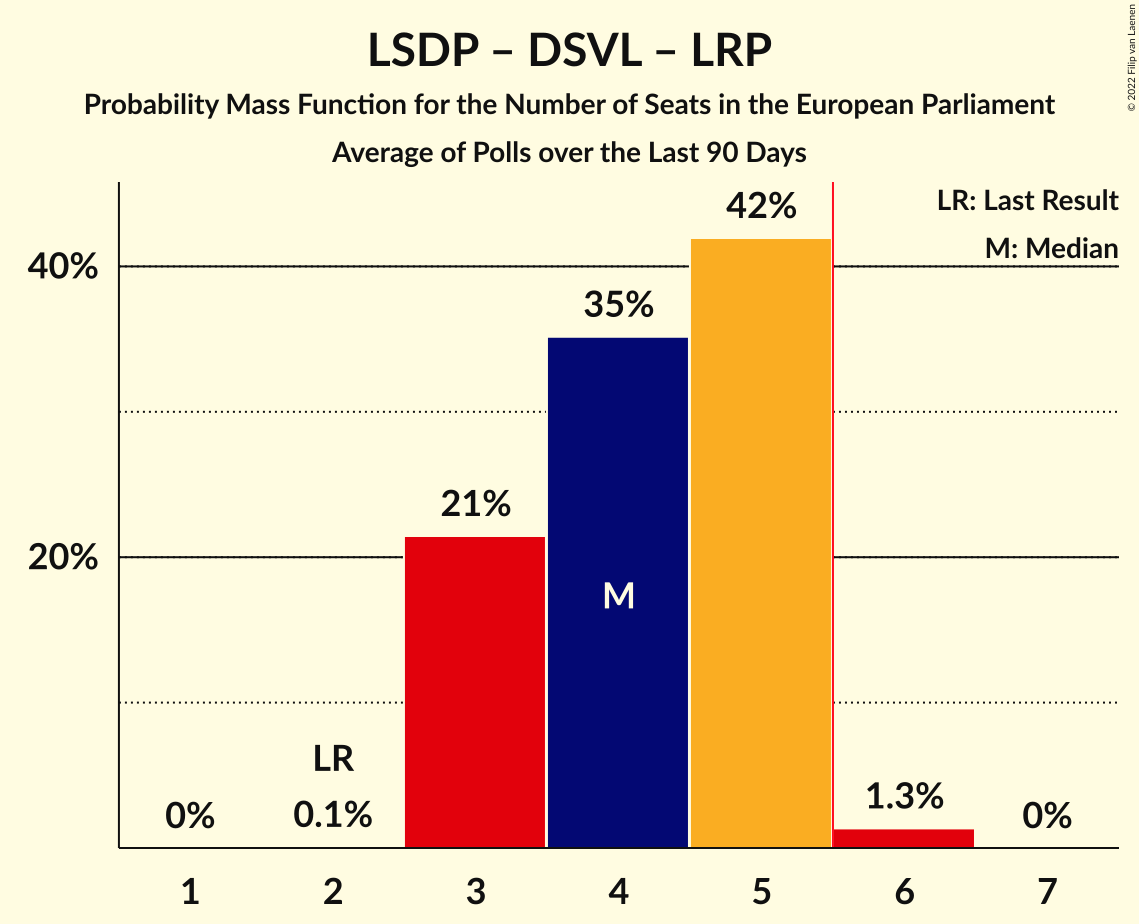 LSDP – DSVL – LRP
Probability Mass Function for the Number of Seats in the European Parliament
Average of Polls over the Last 90 Days
© 2022 Filip van Laenen
LR: Last Result
M: Median
40%
20%
0%
LR
0.1%
21%
35%
M
42%
1.3%
0%
1 2 3 4 5 6 7